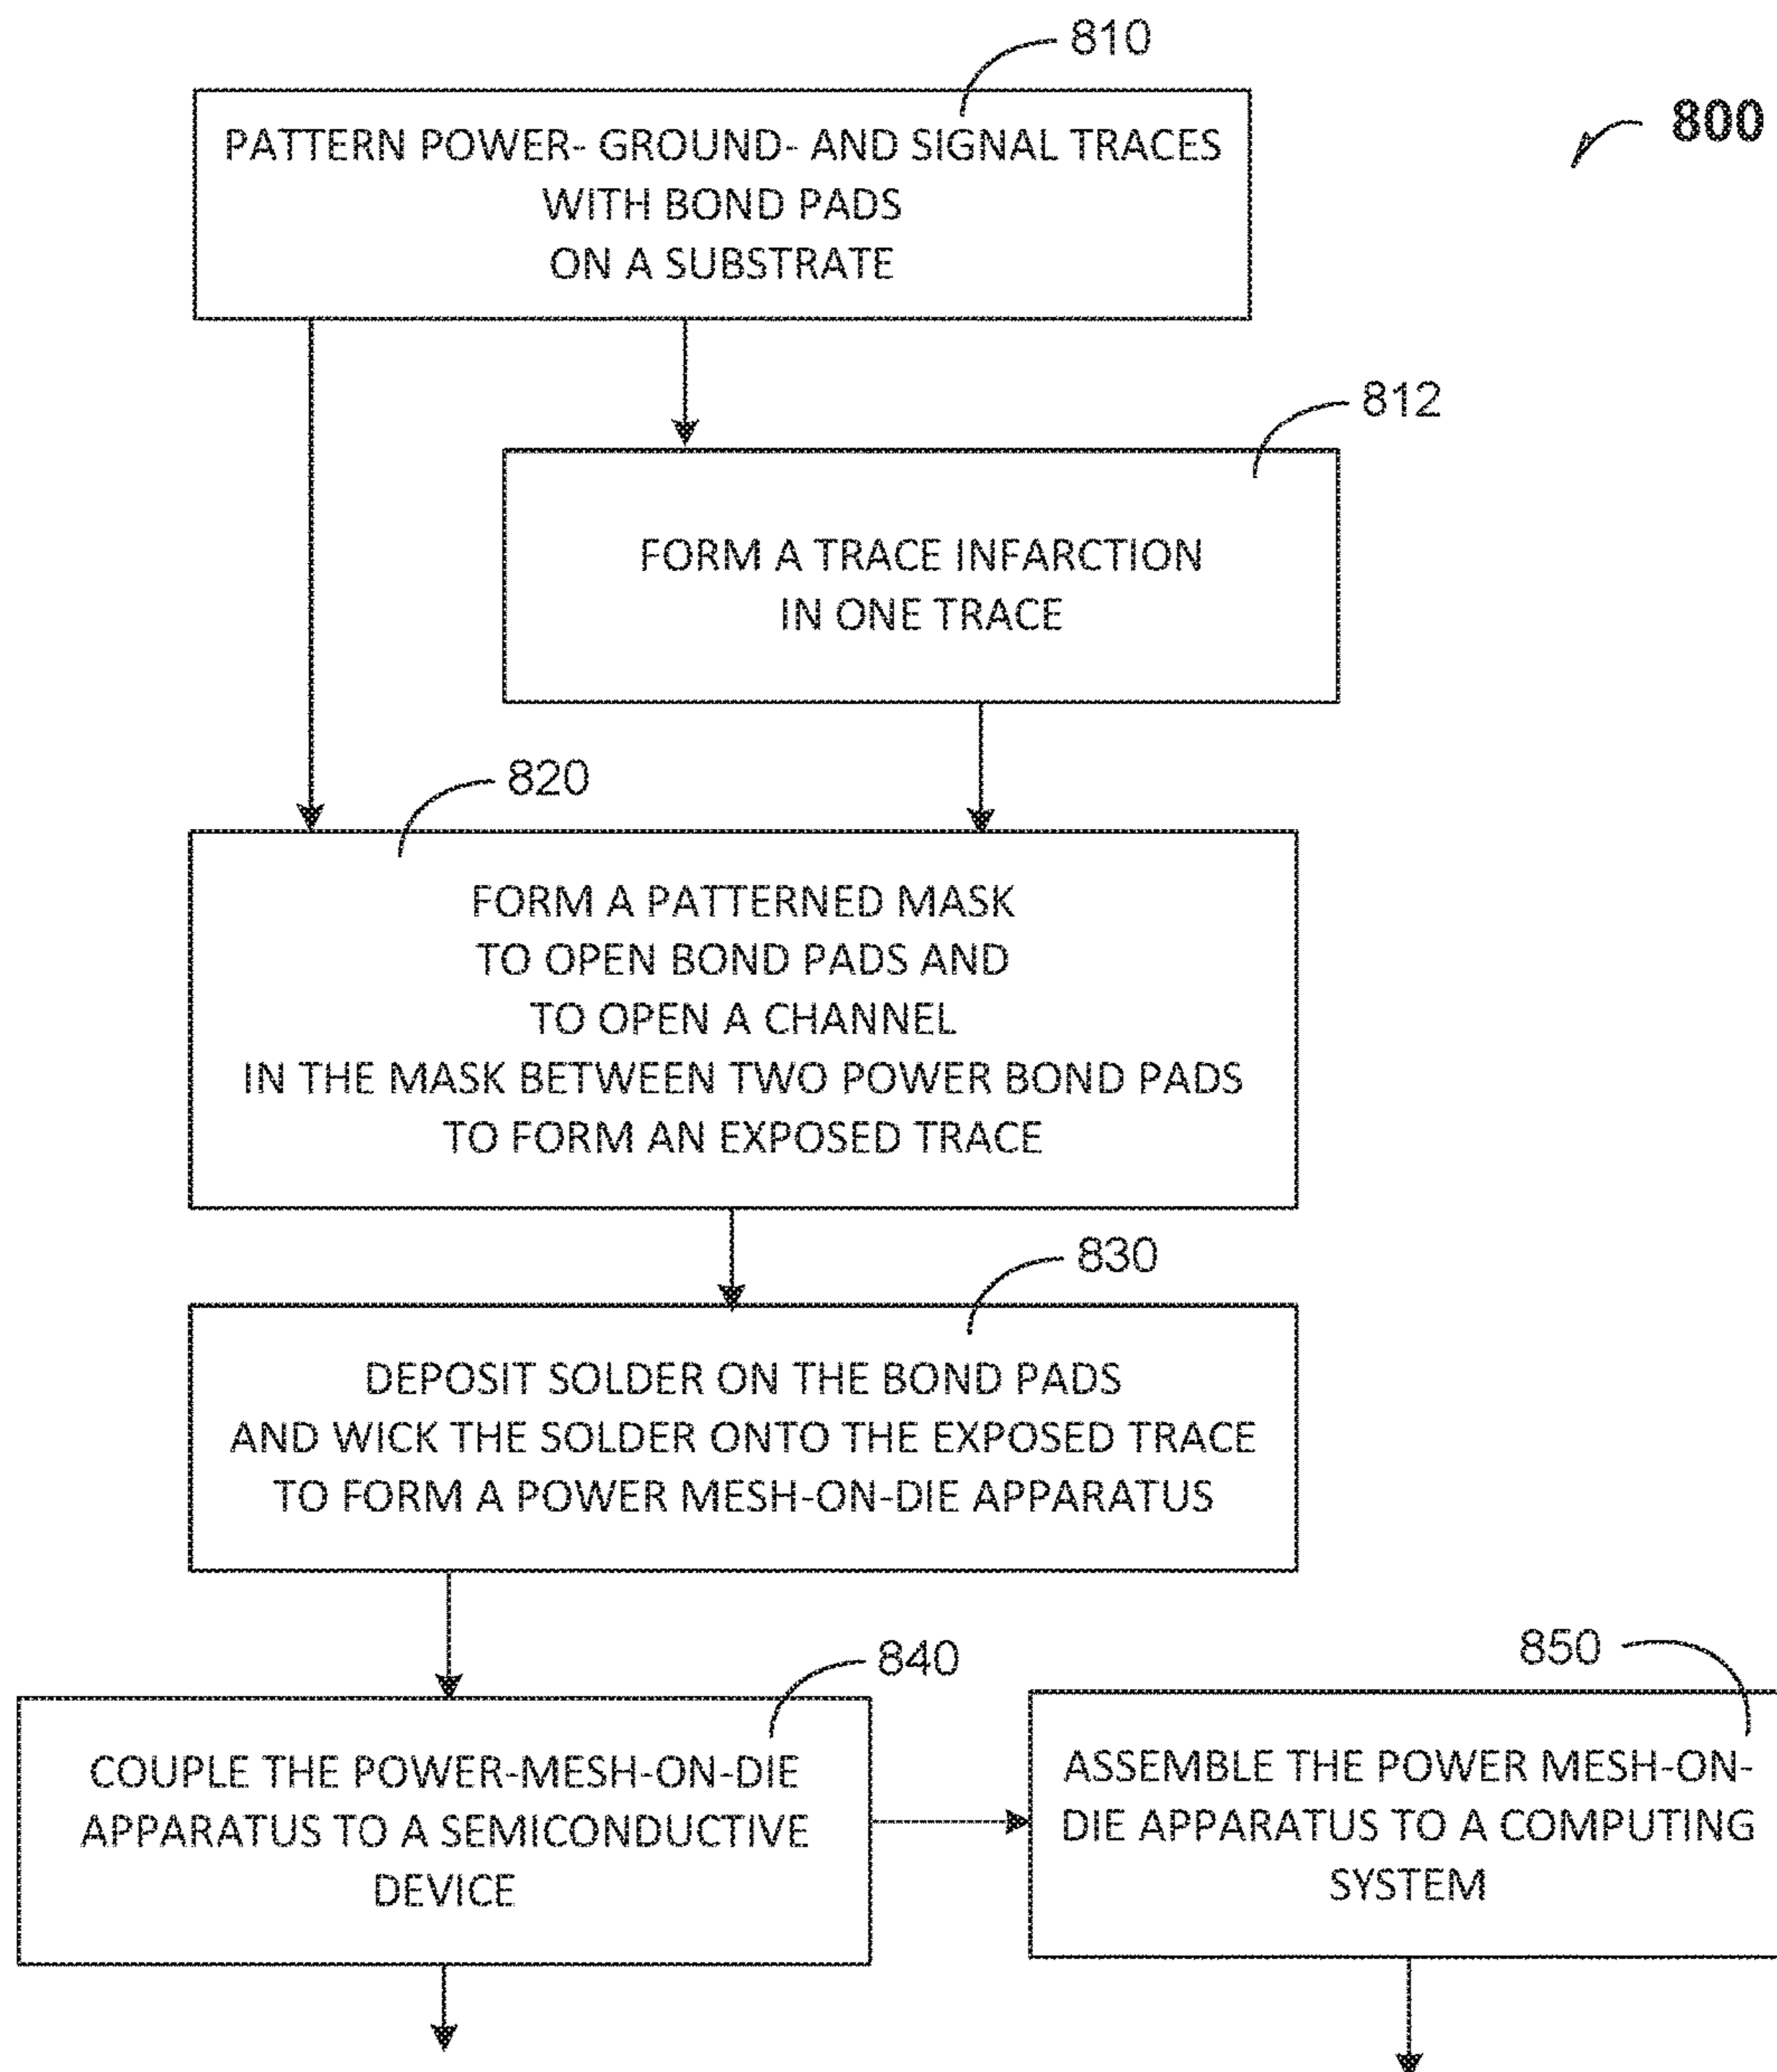 810
800
PATTERN POWER- GROUND- AND SIGNAL TRACES
WITH BOND PADS
ON A SUBSTRATE
812
FORM A TRACE INFARCTION
IN ONE TRACE
820
FORM A PATTERNED MASK
TO OPEN BOND PADS AND
TO OPEN A CHANNEL
IN THE MASK BETWEEN TWO POWER BOND PADS
TO FORM AN EXPOSED TRACE
830
DEPOSIT SOLDER ON THE BOND PADS
AND WICK THE SOLDER ONTO THE EXPOSED TRACE
TO FORM A POWER MESH-ON-DIE APPARATUS
840
COUPLE THE POWER-MESH-ON-DIE
APPARATUS TO A SEMICONDUCTIVE
DEVICE
850
ASSEMBLE THE POWER MESH-ON-
DIE APPARATUS TO A COMPUTING
SYSTEM